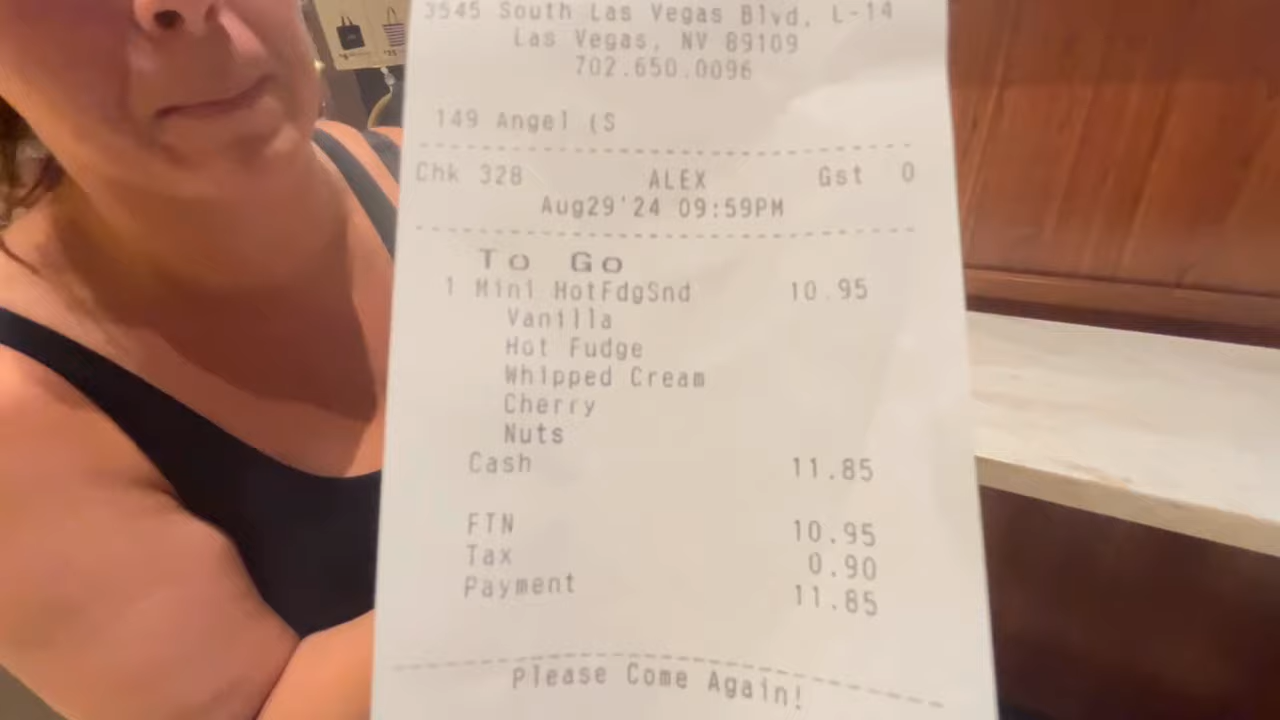 3545 South Las Vegas Blvd, L-14
Las Vegas, NV 89109
702.650.0096
149 Angel (S
Chk 328 ALEX Gst 0
Aug29'24 09:59PM
To Go
1 Mini HotFdgSnd 10.95
Vanilla
Hot Fudge
Whipped Cream
Cherry
Nuts
Cash 11.85
FTN 10.95
Tax 0.90
Payment 11.85
Please Come Again!